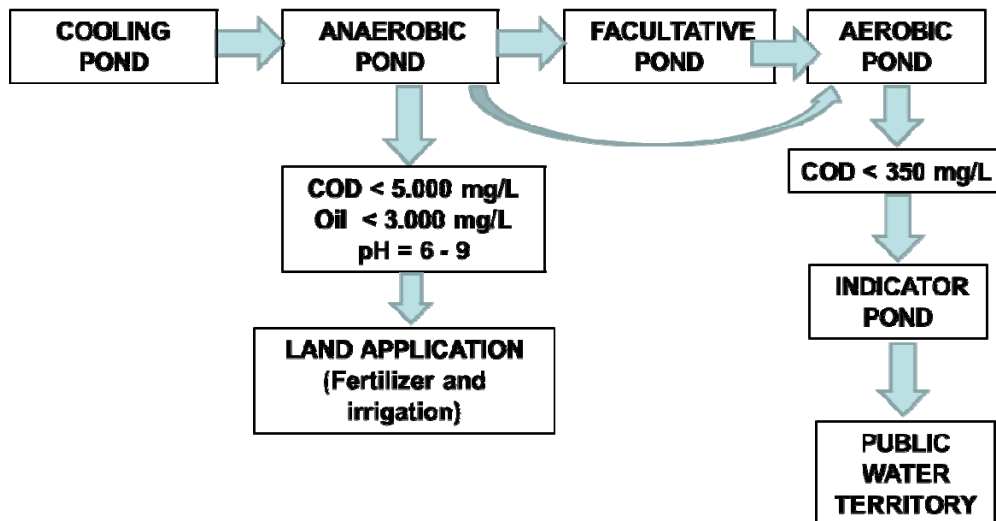 COOLING
POND
ANAEROBIC
POND
FACULTATIVE
POND
AEROBIC
POND
COD < 5.000 mg/L
Oil < 3.000 mg/L
pH = 6 - 9
LAND APPLICATION
(Fertilizer and
irrigation)
COD < 350 mg/L
INDICATOR
POND
PUBLIC
WATER
TERRITORY